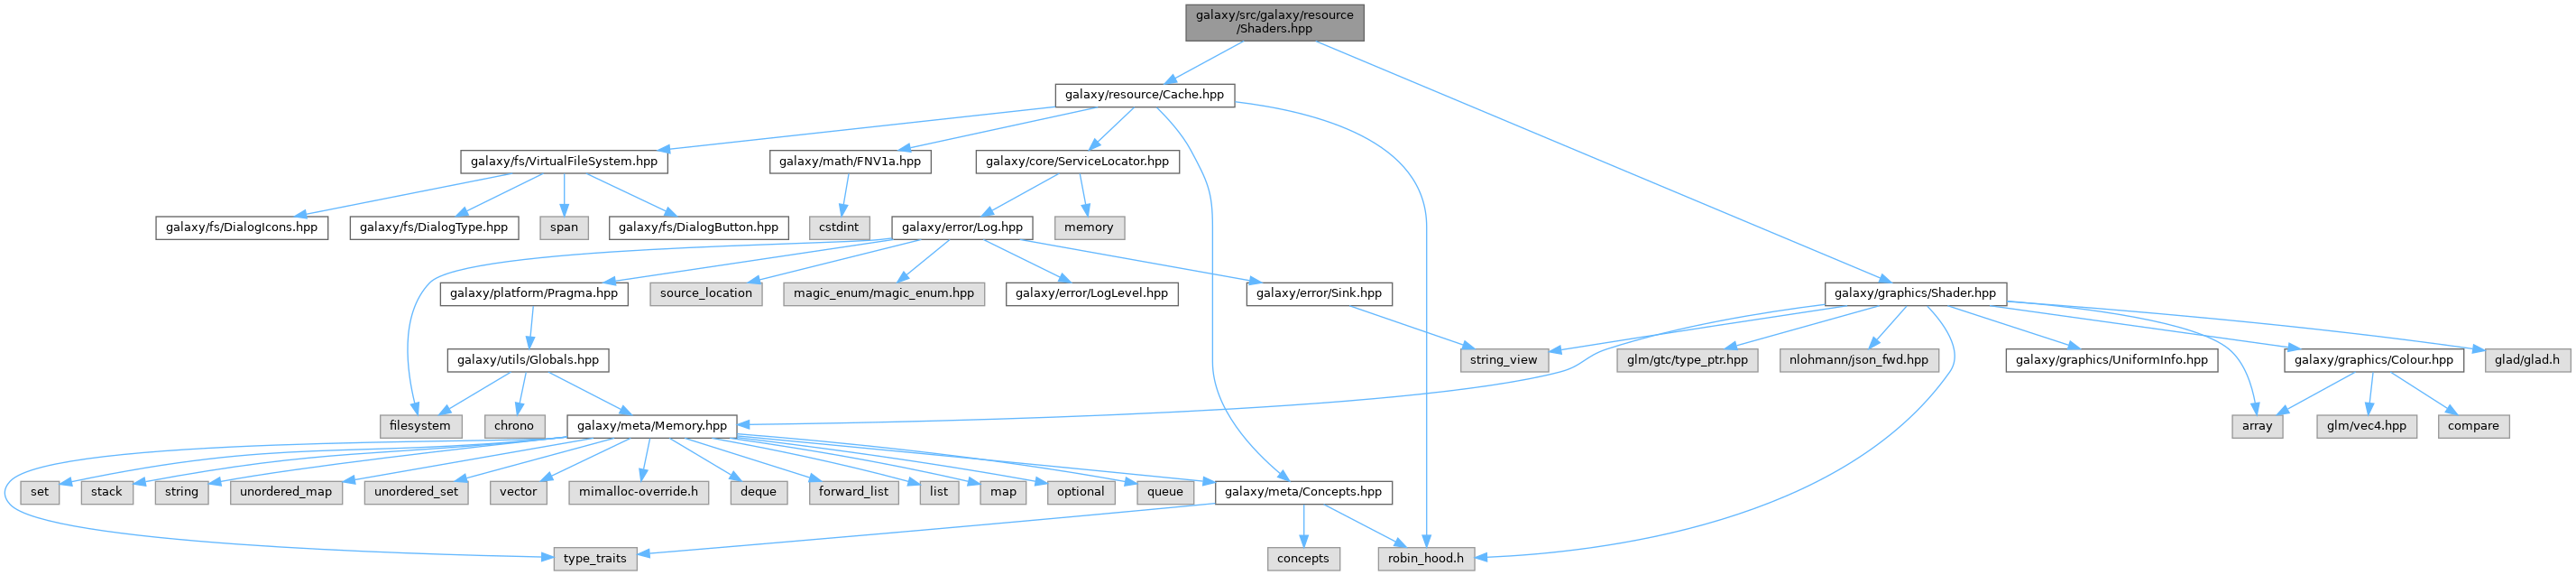 galaxy/src/galaxy/resource
/Shaders.hpp
galaxy/resource/Cache.hpp
galaxy/fs/VirtualFileSystem.hpp
galaxy/math/FNV1a.hpp
galaxy/core/ServiceLocator.hpp
galaxy/fs/DialogIcons.hpp
galaxy/fs/DialogType.hpp
span
galaxy/fs/DialogButton.hpp
cstdint
galaxy/error/Log.hpp
memory
galaxy/platform/Pragma.hpp
source_location
magic_enum/magic_enum.hpp
galaxy/error/LogLevel.hpp
galaxy/error/Sink.hpp
galaxy/graphics/Shader.hpp
galaxy/utils/Globals.hpp
string_view
glm/gtc/type_ptr.hpp
nlohmann/json_fwd.hpp
galaxy/graphics/UniformInfo.hpp
galaxy/graphics/Colour.hpp
glad/glad.h
filesystem
chrono
galaxy/meta/Memory.hpp
array
glm/vec4.hpp
compare
set
stack
string
unordered_map
unordered_set
vector
mimalloc-override.h
deque
forward_list
list
map
optional
queue
galaxy/meta/Concepts.hpp
type_traits
concepts
robin_hood.h